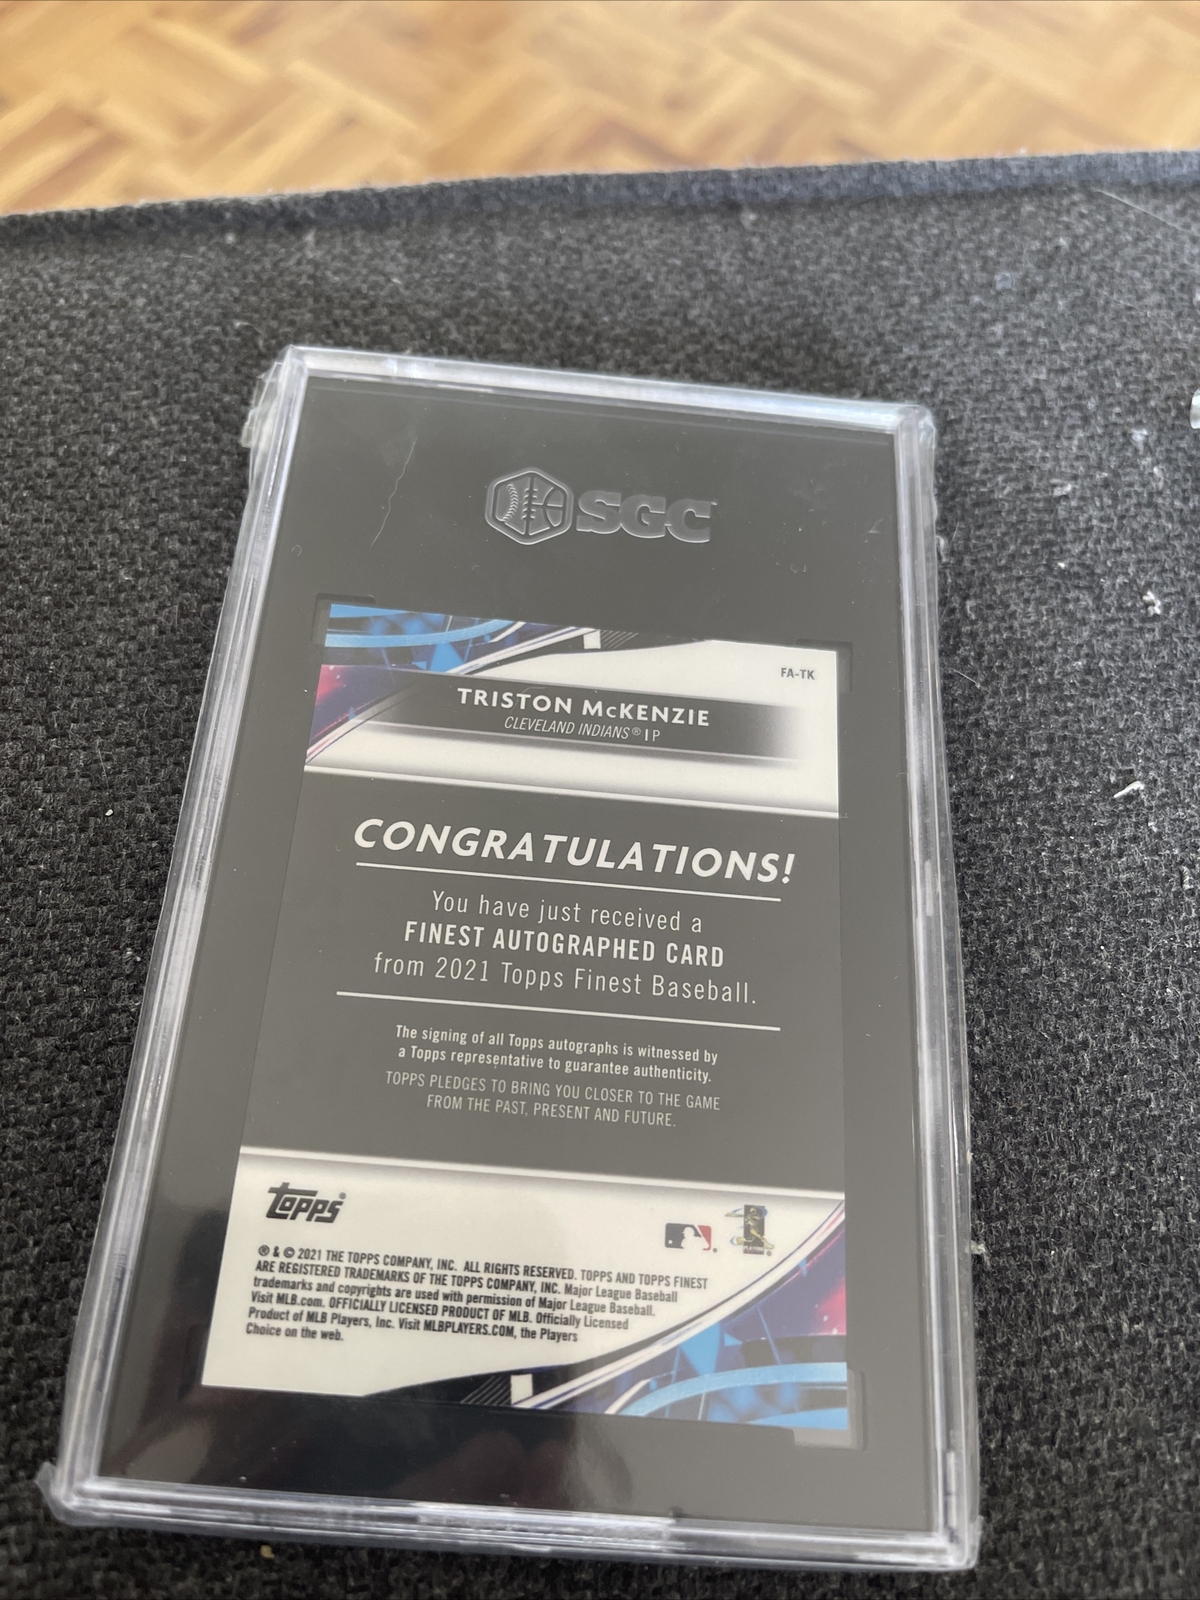 SGC
FA-TK
TRISTON McKENZIE
CLEVELAND INDIANS® | P
CONGRATULATIONS!
You have just received a
FINEST AUTOGRAPHED CARD
from 2021 Topps Finest Baseball.
The signing of all Topps autographs is witnessed by
a Topps representative to guarantee authenticity.
TOPPS PLEDGES TO BRING YOU CLOSER TO THE GAME
FROM THE PAST, PRESENT AND FUTURE.
topps®
® & © 2021 THE TOPPS COMPANY, INC. ALL RIGHTS RESERVED. TOPPS AND TOPPS FINEST
ARE REGISTERED TRADEMARKS OF THE TOPPS COMPANY, INC. Major League Baseball
trademarks and copyrights are used with permission of Major League Baseball.
Visit MLB.com. OFFICIALLY LICENSED PRODUCT OF MLB. Officially Licensed
Product of MLB Players, Inc. Visit MLBPLAYERS.COM, the Players
Choice on the web.